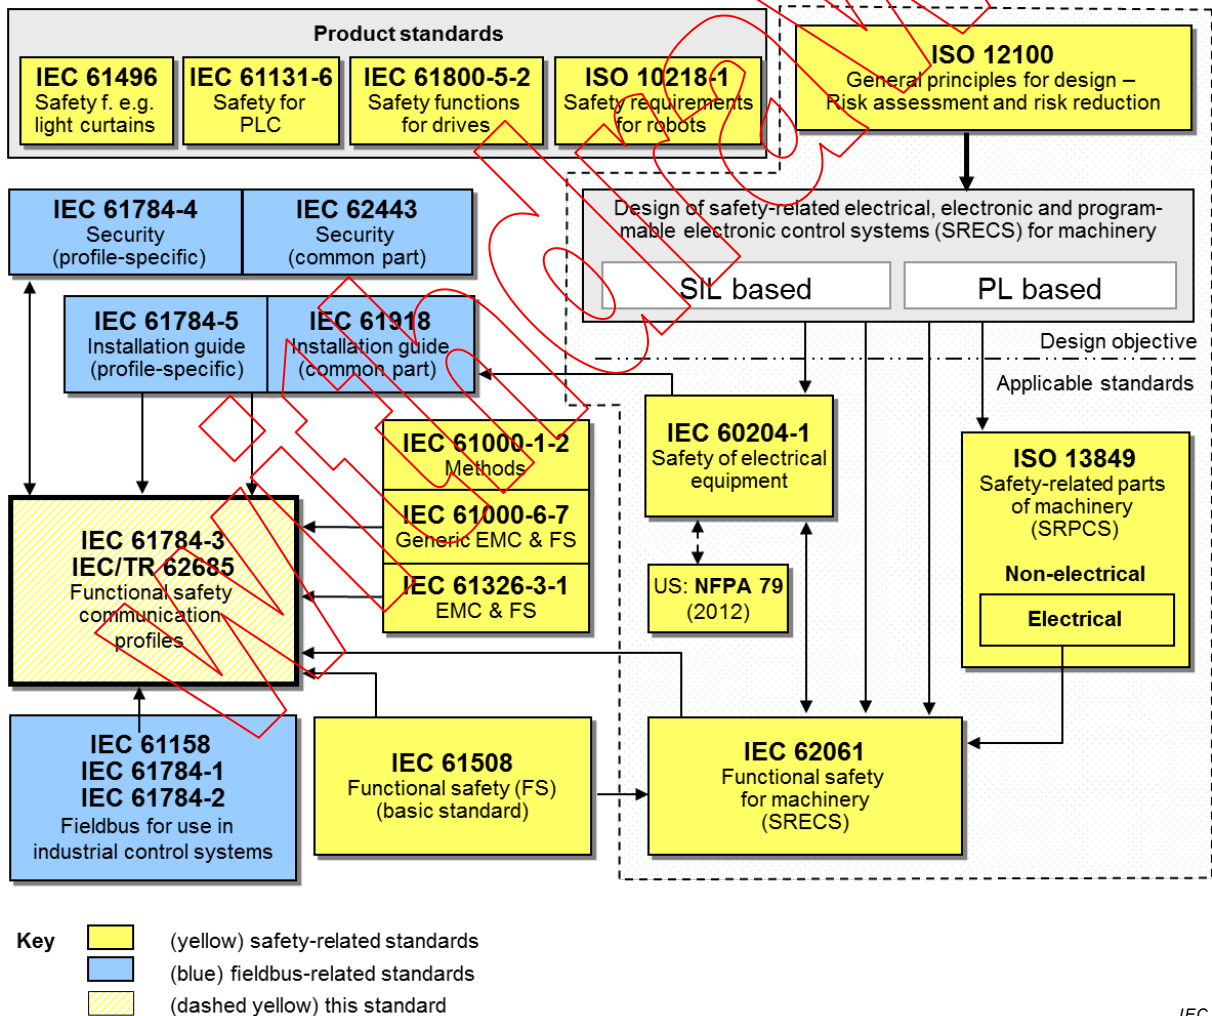 Product standards
IEC 61496
Safety f. e.g.
light curtains
IEC 61131-6
Safety for
PLC
IEC 61800-5-2
Safety functions
for drives
ISO 10218-1
Safety requirements
for robots
ISO 12100
General principles for design –
Risk assessment and risk reduction
IEC 61784-4
Security
(profile-specific)
IEC 62443
Security
(common part)
Design of safety-related electrical, electronic and program-
mable electronic control systems (SRECS) for machinery
SIL based
PL based
IEC 61784-5
Installation guide
(profile-specific)
IEC 61918
Installation guide
(common part)
Design objective
Applicable standards
IEC 61000-1-2
Methods
IEC 61000-6-7
Generic EMC & FS
IEC 61326-3-1
EMC & FS
IEC 60204-1
Safety of electrical
equipment
US: NFPA 79
(2012)
ISO 13849
Safety-related parts
of machinery
(SRPCS)
Non-electrical
Electrical
IEC 61784-3
IEC/TR 62685
Functional safety
communication
profiles
IEC 61158
IEC 61784-1
IEC 61784-2
Fieldbus for use in
industrial control systems
IEC 61508
Functional safety (FS)
(basic standard)
IEC 62061
Functional safety
for machinery
(SRECS)
Key
(yellow) safety-related standards
(blue) fieldbus-related standards
(dashed yellow) this standard
IEC